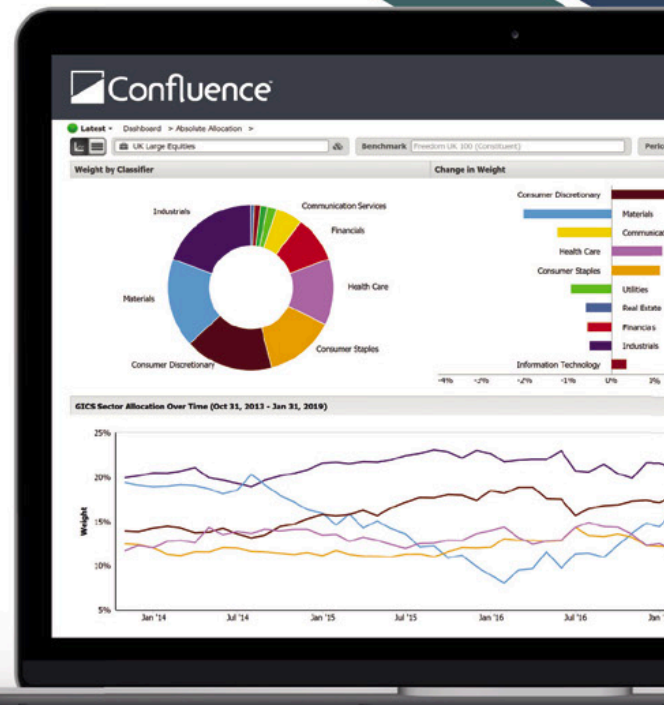 Confluence
Latest Dashboard > Absolute Allocation >
UK Large Equities Benchmark Freedom UK 100 (Constituent) Perio
Weight by Classifier Change in Weight
Communication Services
Industrials
Financials
Health Care
Materials
Consumer Staples
Consumer Discretionary
Consumer Discretionary
Materials
Communicat
Health Care
Consumer Staples
Utilities
Real Estate
Financials
Industrials
Information Technology
-4% -2% -1% 0% 1%
GICS Sector Allocation Over Time (Oct 31, 2013 - Jan 31, 2019)
Weight
25%
20%
15%
10%
5%
Jan '14 Jul '14 Jan '15 Jul '15 Jan '16 Jul '16 Jan '